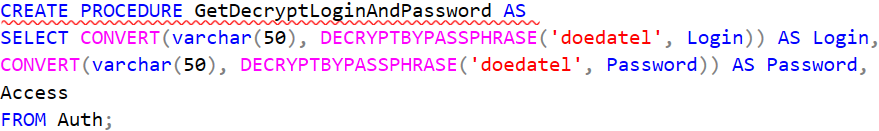 CREATE PROCEDURE GetDecryptLoginAndPassword AS
SELECT CONVERT(varchar(50), DECRYPTBYPASSPHRASE('doedatel', Login)) AS Login,
CONVERT(varchar(50), DECRYPTBYPASSPHRASE('doedatel', Password)) AS Password,
Access
FROM Auth;